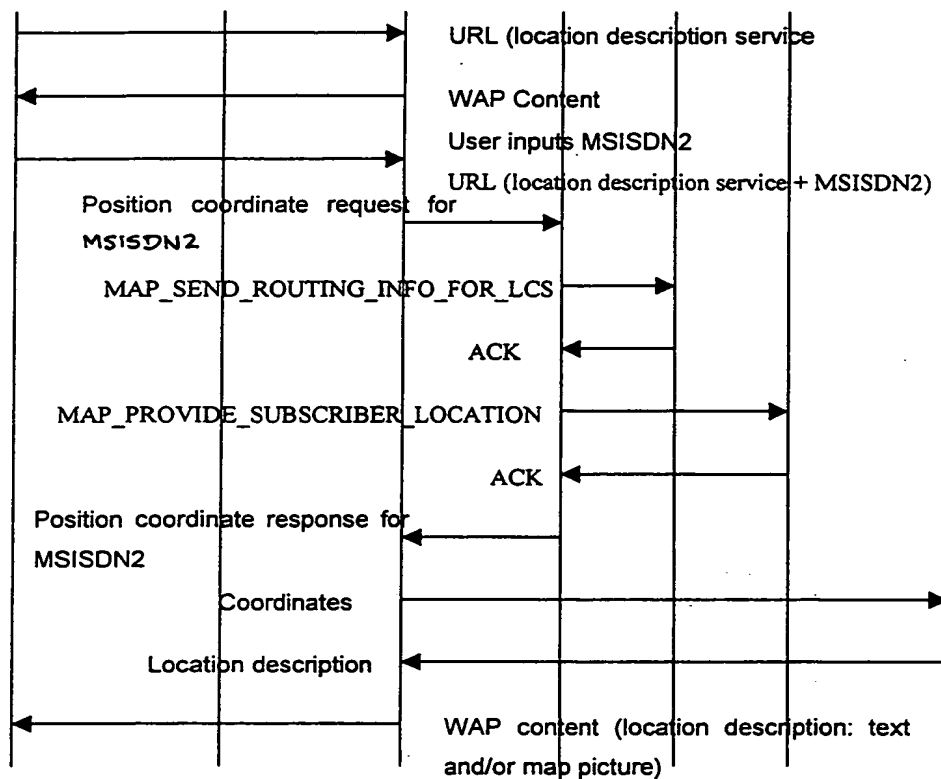 URL (location description service
WAP Content
User inputs MSISDN2
URL (location description service + MSISDN2)
Position coordinate request for
MSISDN2
MAP_SEND_ROUTING_INFO_FOR_LCS
ACK
MAP_PROVIDE_SUBSCRIBER_LOCATION
ACK
Position coordinate response for
MSISDN2
Coordinates
Location description
WAP content (location description: text
and/or map picture)